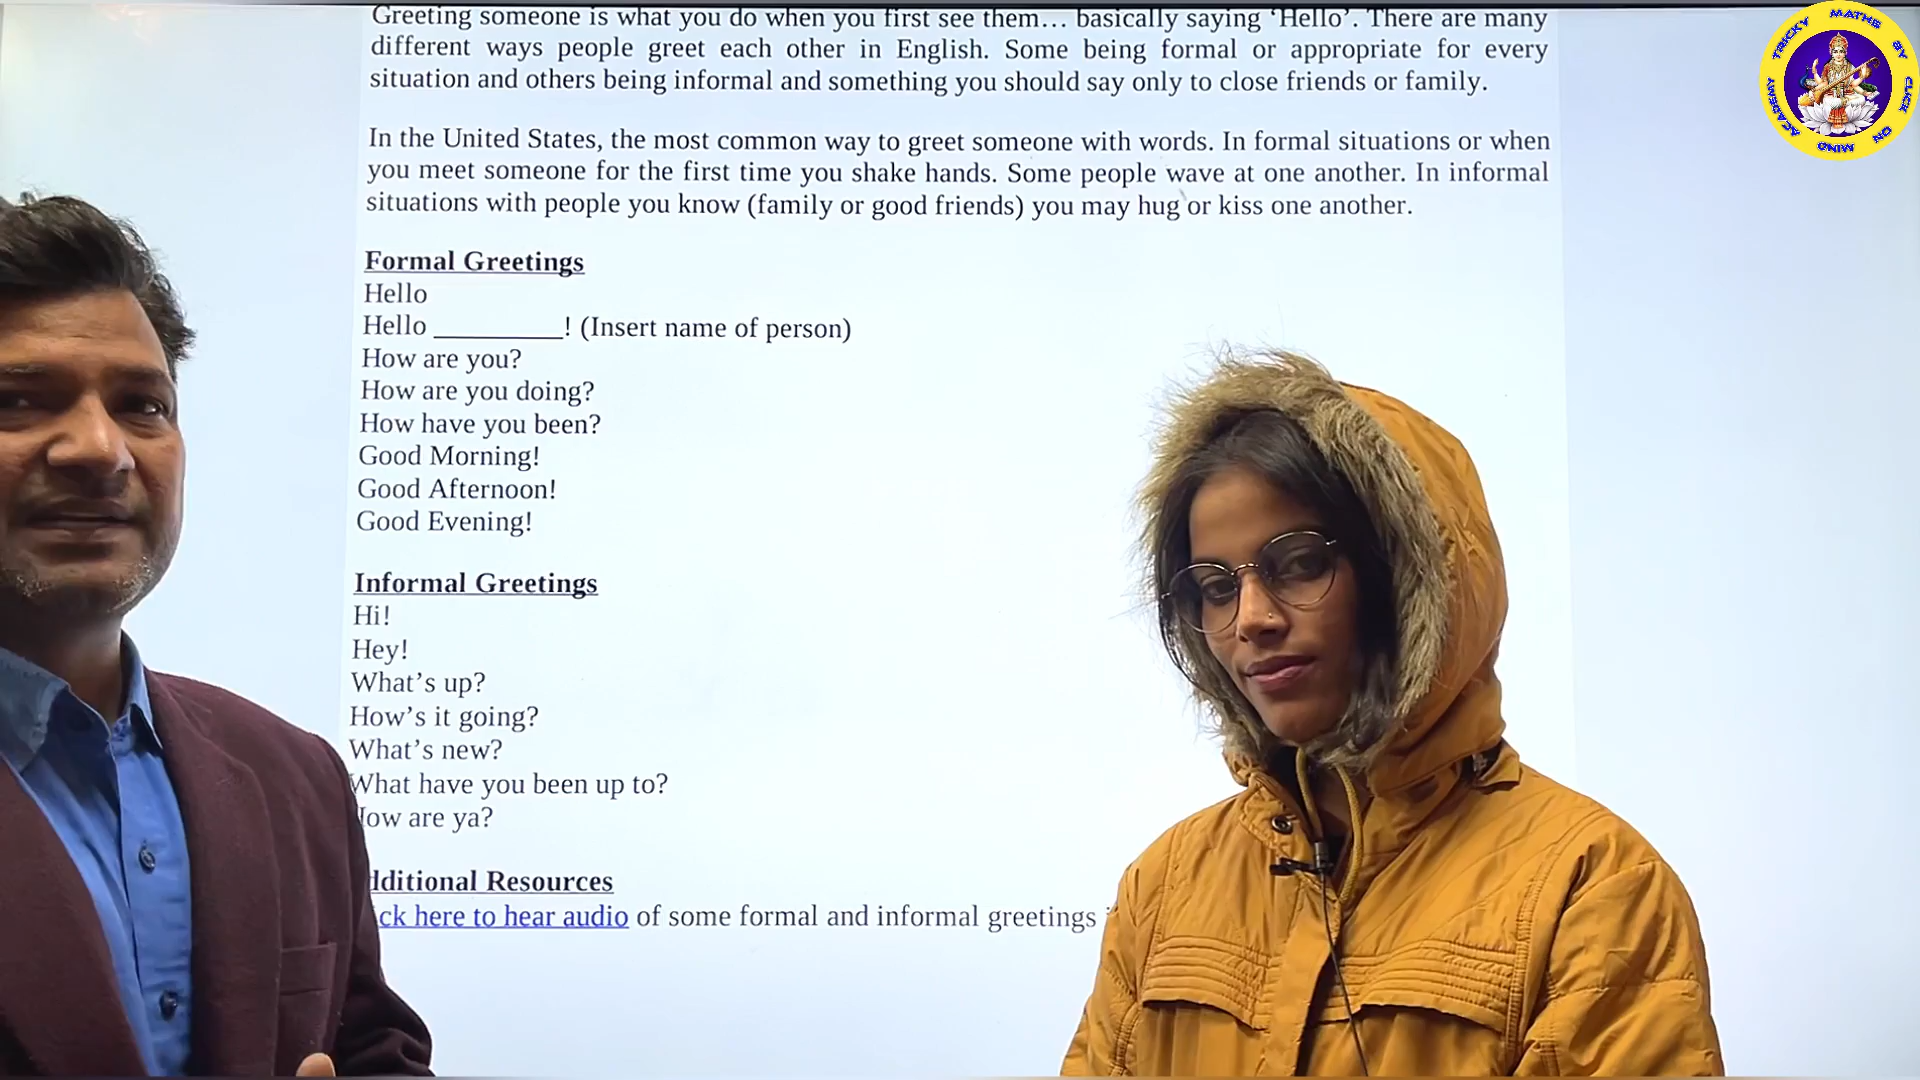 Greeting someone is what you do when you first see them… basically saying ‘Hello’. There are many
different ways people greet each other in English. Some being formal or appropriate for every
situation and others being informal and something you should say only to close friends or family.
In the United States, the most common way to greet someone with words. In formal situations or when
you meet someone for the first time you shake hands. Some people wave at one another. In informal
situations with people you know (family or good friends) you may hug or kiss one another.
Formal Greetings
Hello
Hello _________! (Insert name of person)
How are you?
How are you doing?
How have you been?
Good Morning!
Good Afternoon!
Good Evening!
Informal Greetings
Hi!
Hey!
What’s up?
How’s it going?
What’s new?
What have you been up to?
ow are ya?
dditional Resources
ck here to hear audio of some formal and informal greetings
TRICKY MATHS BY CLICK ON MIND ACADEMY